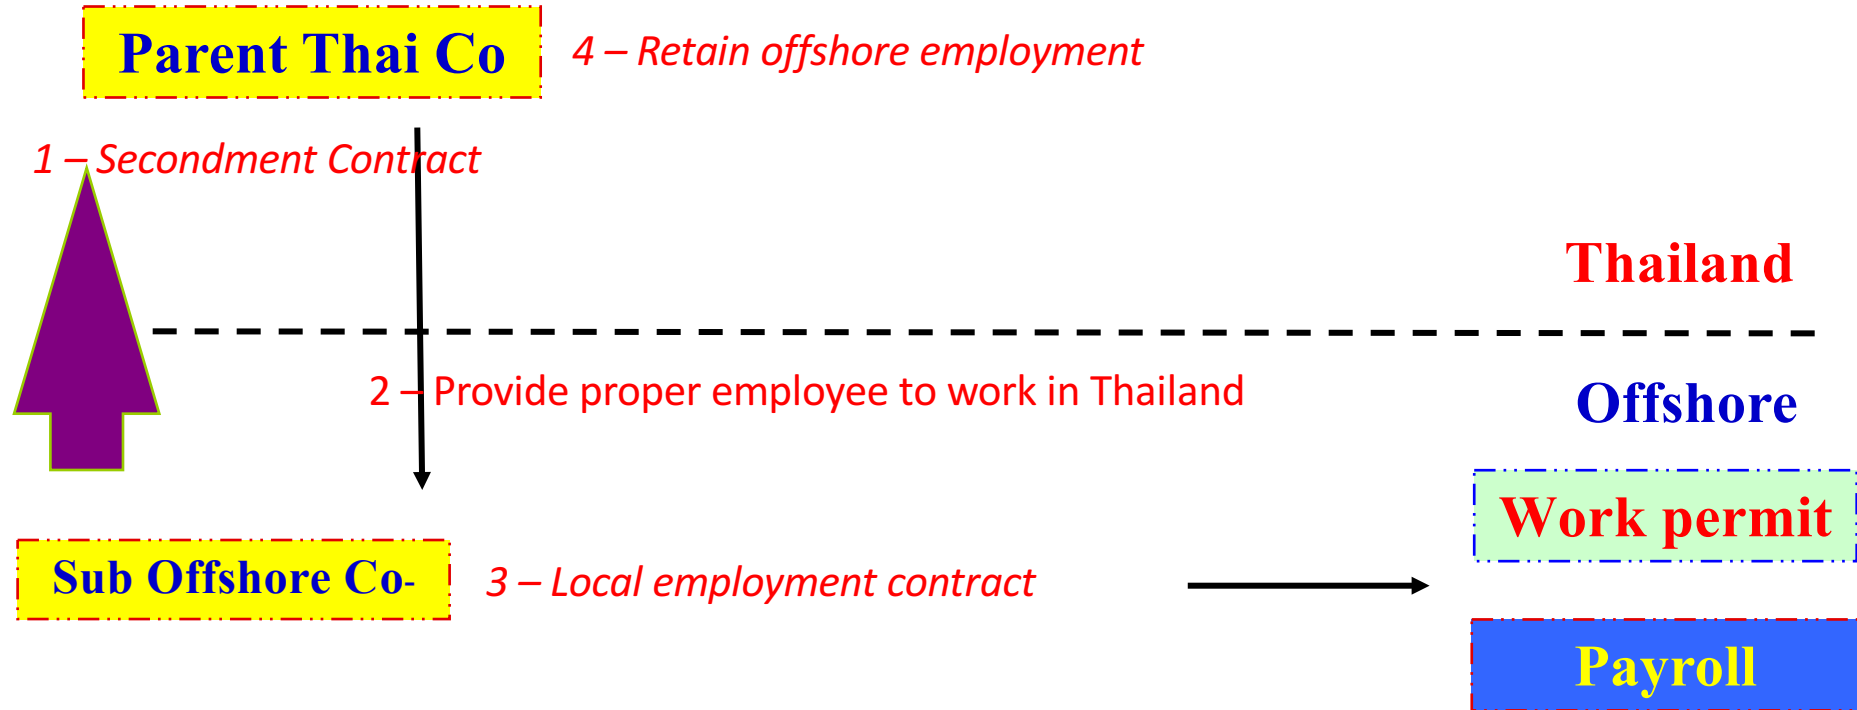 Parent Thai Co
4 – Retain offshore employment
1 – Secondment Contract
Thailand
2 – Provide proper employee to work in Thailand
Offshore
Work permit
Sub Offshore Co-
3 – Local employment contract
Payroll